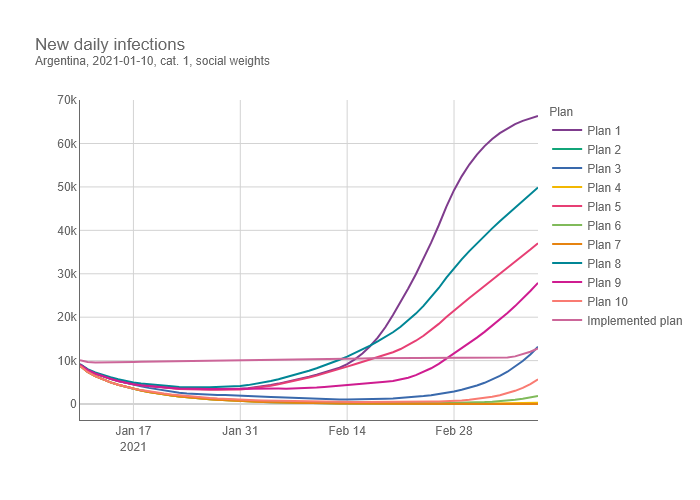 New daily infections
Argentina, 2021-01-10, cat. 1, social weights
70k
60k
50k
40k
30k
20k
10k
0
Jan 17
2021
Jan 31
Feb 14
Feb 28
Plan
Plan 1
Plan 2
Plan 3
Plan 4
Plan 5
Plan 6
Plan 7
Plan 8
Plan 9
Plan 10
Implemented plan